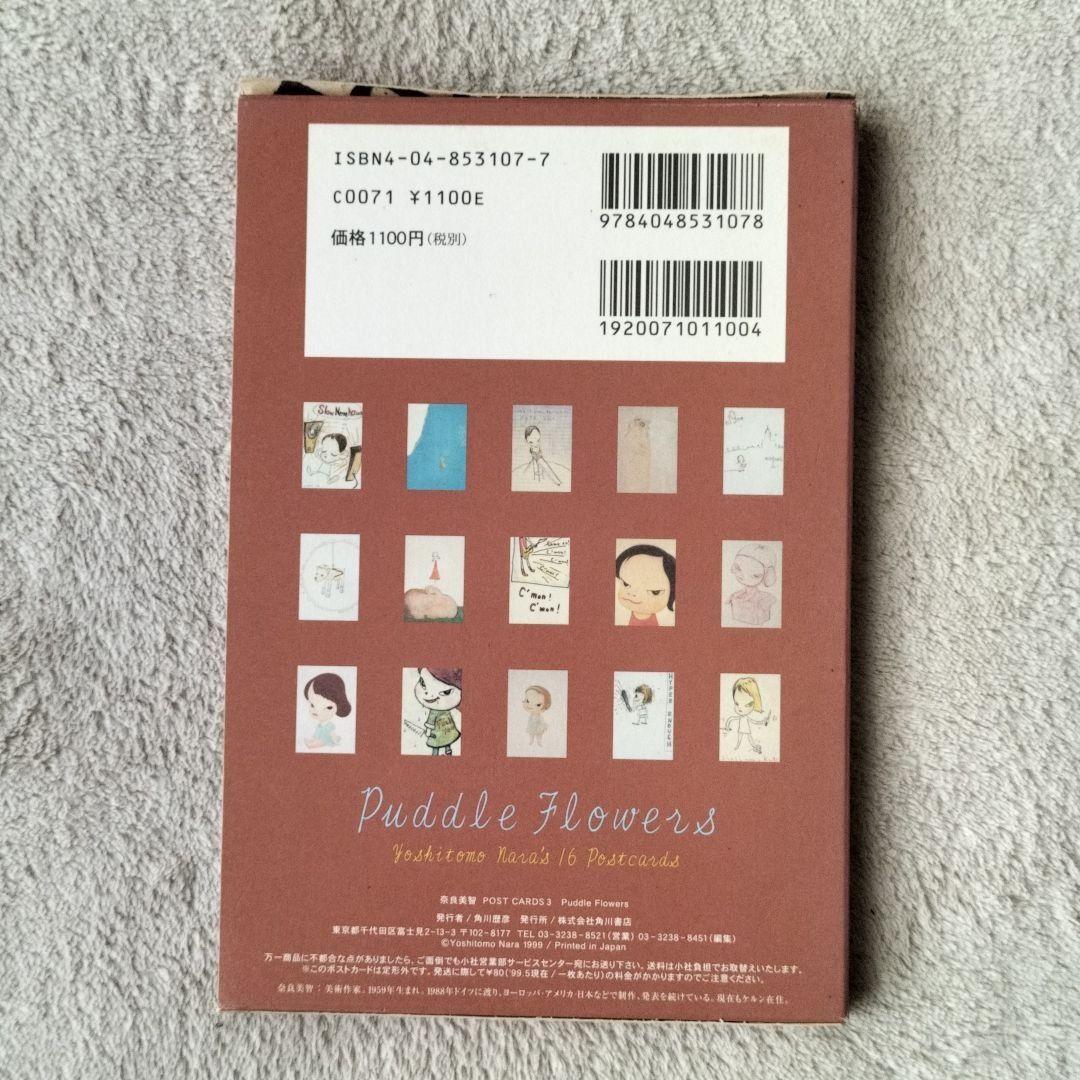 ISBN4-04-853107-7
C0071 ¥1100E
価格1100円(税別)
9784048531078
1920071011004
C'mon!
C'mon!
HYPER ENOUGH
Puddle Flowers
Yoshitomo Nara's 16 Postcards
奈良美智 POST CARDS 3 Puddle Flowers
発行者/角川歴彦 発行所/株式会社角川書店
東京都千代田区富士見2-13-3 〒102-8177 TEL 03-3238-8521(営業) 03-3238-8451(編集)
©Yoshitomo Nara 1999 / Printed in Japan
万一商品に不都合な点がありましたら、ご面倒でも小社営業部サービスセンター宛にお送り下さい。送料は小社負担でお取替えいたします。
※このポストカードは定形外です。発送に際して¥80('99.5現在/一枚あたり)の料金がかかりますのでご注意ください。
奈良美智:美術作家。1959年生まれ。1988年ドイツに渡り、ヨーロッパ・アメリカ・日本などで制作、発表を続けている。現在もケルン在住。